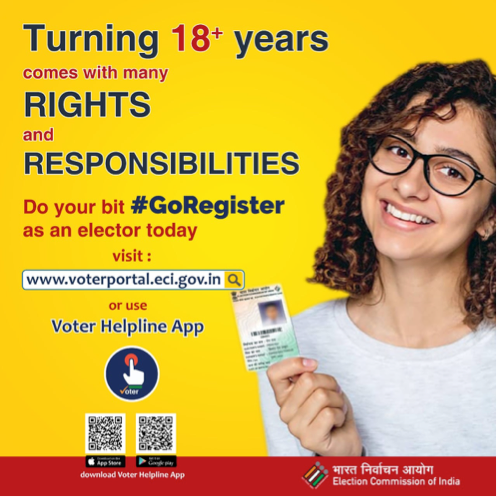 Turning 18+ years
comes with many
RIGHTS
and
RESPONSIBILITIES
Do your bit #GoRegister
as an elector today
visit :
www.voterportal.eci.gov.in
or use
Voter Helpline App
voter
App Store
Google play
download Voter Helpline App
भारत निर्वाचन आयोग
Election Commission of India